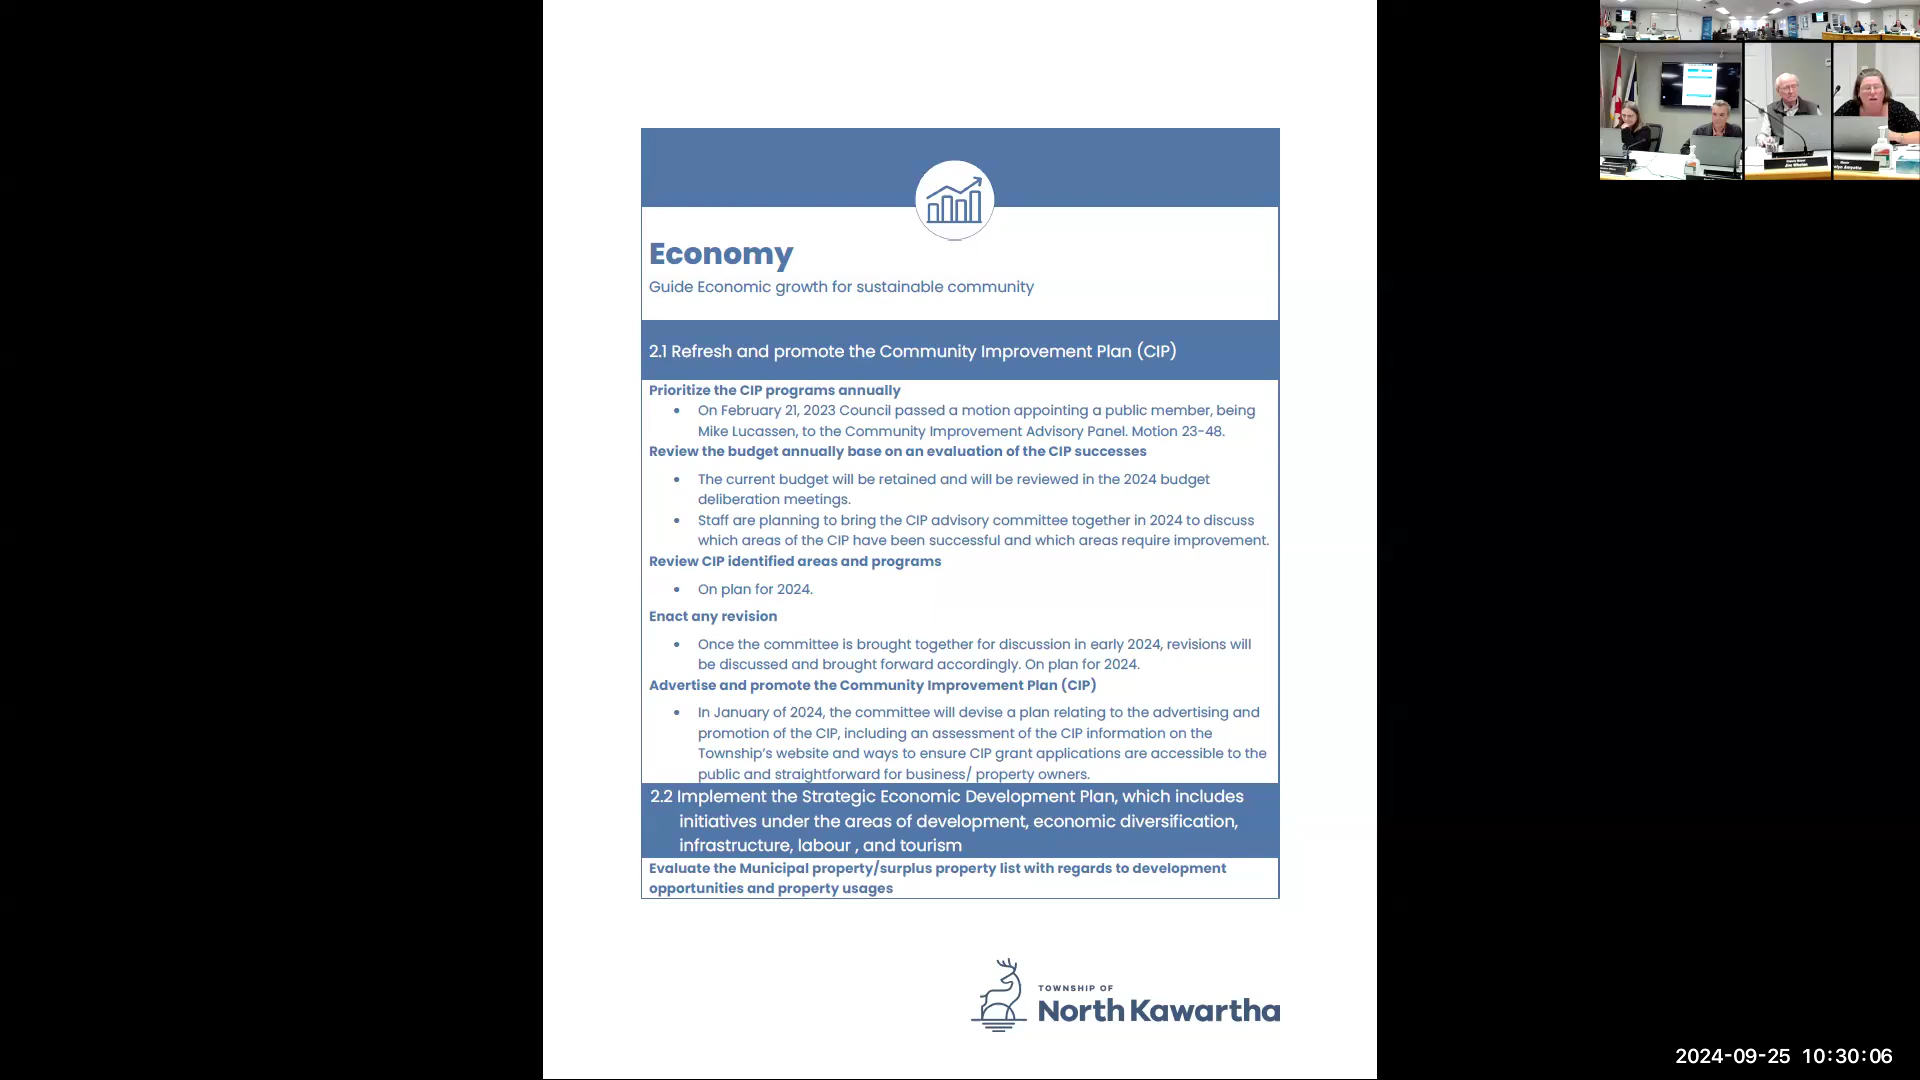 Economy
Guide Economic growth for sustainable community
2.1 Refresh and promote the Community Improvement Plan (CIP)
Prioritize the CIP programs annually
• On February 21, 2023 Council passed a motion appointing a public member, being
Mike Lucassen, to the Community Improvement Advisory Panel. Motion 23-48.
Review the budget annually base on an evaluation of the CIP successes
• The current budget will be retained and will be reviewed in the 2024 budget
deliberation meetings.
• Staff are planning to bring the CIP advisory committee together in 2024 to discuss
which areas of the CIP have been successful and which areas require improvement.
Review CIP identified areas and programs
• On plan for 2024.
Enact any revision
• Once the committee is brought together for discussion in early 2024, revisions will
be discussed and brought forward accordingly. On plan for 2024.
Advertise and promote the Community Improvement Plan (CIP)
• In January of 2024, the committee will devise a plan relating to the advertising and
promotion of the CIP, including an assessment of the CIP information on the
Township's website and ways to ensure CIP grant applications are accessible to the
public and straightforward for business/ property owners.
2.2 Implement the Strategic Economic Development Plan, which includes
initiatives under the areas of development, economic diversification,
infrastructure, labour , and tourism
Evaluate the Municipal property/surplus property list with regards to development
opportunities and property usages
TOWNSHIP OF
North Kawartha
2024-09-25 10:30:06